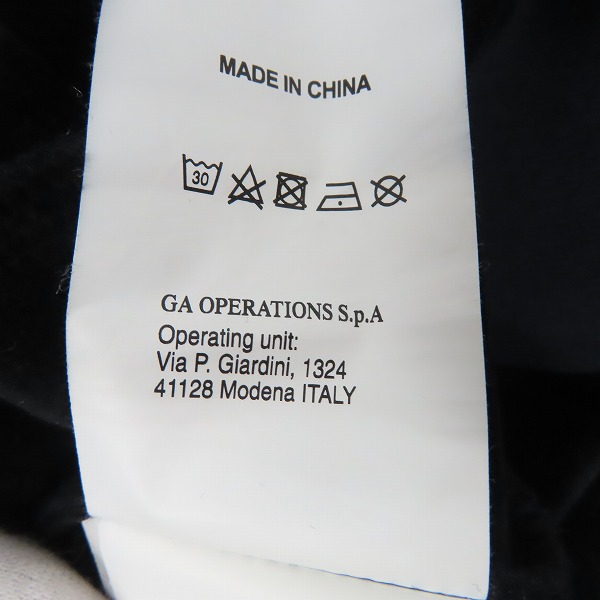 MADE IN CHINA
30
GA OPERATIONS S.p.A
Operating unit:
Via P. Giardini, 1324
41128 Modena ITALY